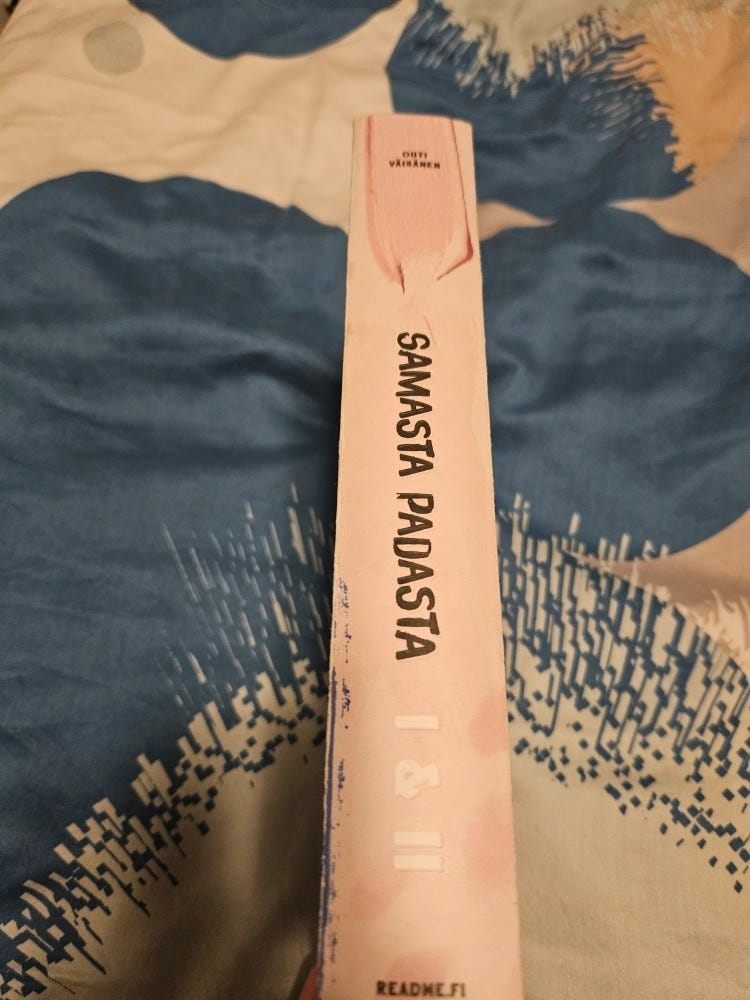 OUTI
VÄISÄNEN
SAMASTA PADASTA
I & II
README.FI